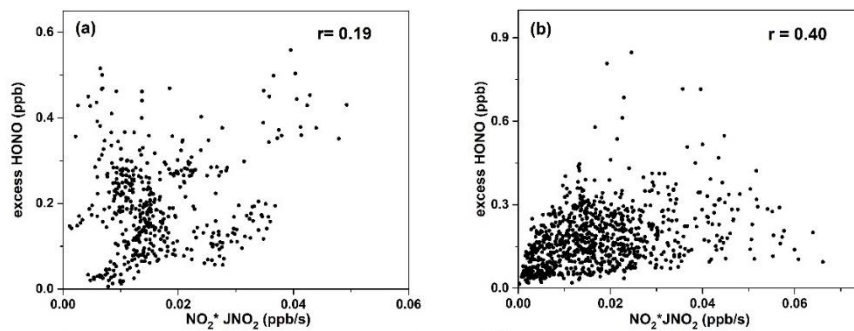 (a)
r= 0.19
0.6
0.4
0.2
0.0
excess HONO (ppb)
0.00
0.02
0.04
0.06
NO₂* JNO₂ (ppb/s)
(b)
r = 0.40
0.9
0.6
0.3
0.0
excess HONO (ppb)
0.00
0.02
0.04
0.06
NO₂*JNO₂ (ppb/s)